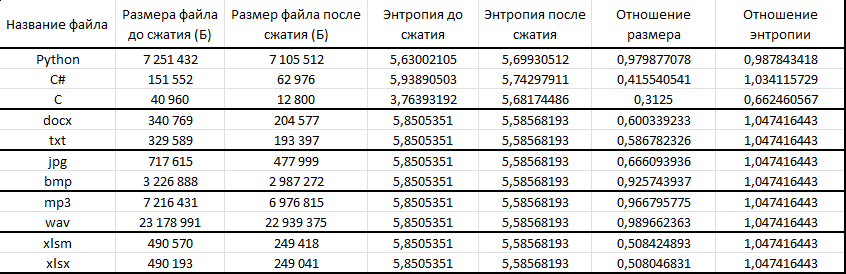 Название файла | Размера файла до сжатия (Б) | Размер файла после сжатия (Б) | Энтропия до сжатия | Энтропия после сжатия | Отношение размера | Отношение энтропии
Python | 7 251 432 | 7 105 512 | 5,63002105 | 5,69930512 | 0,979877078 | 0,987843418
C# | 151 552 | 62 976 | 5,93890503 | 5,74297911 | 0,415540541 | 1,034115729
C | 40 960 | 12 800 | 3,76393192 | 5,68174486 | 0,3125 | 0,662460567
docx | 340 769 | 204 577 | 5,8505351 | 5,58568193 | 0,600339233 | 1,047416443
txt | 329 589 | 193 397 | 5,8505351 | 5,58568193 | 0,586782326 | 1,047416443
jpg | 717 615 | 477 999 | 5,8505351 | 5,58568193 | 0,666093936 | 1,047416443
bmp | 3 226 888 | 2 987 272 | 5,8505351 | 5,58568193 | 0,925743937 | 1,047416443
mp3 | 7 216 431 | 6 976 815 | 5,8505351 | 5,58568193 | 0,966795775 | 1,047416443
wav | 23 178 991 | 22 939 375 | 5,8505351 | 5,58568193 | 0,989662363 | 1,047416443
xlsm | 490 570 | 249 418 | 5,8505351 | 5,58568193 | 0,508424893 | 1,047416443
xlsx | 490 193 | 249 041 | 5,8505351 | 5,58568193 | 0,508046831 | 1,047416443